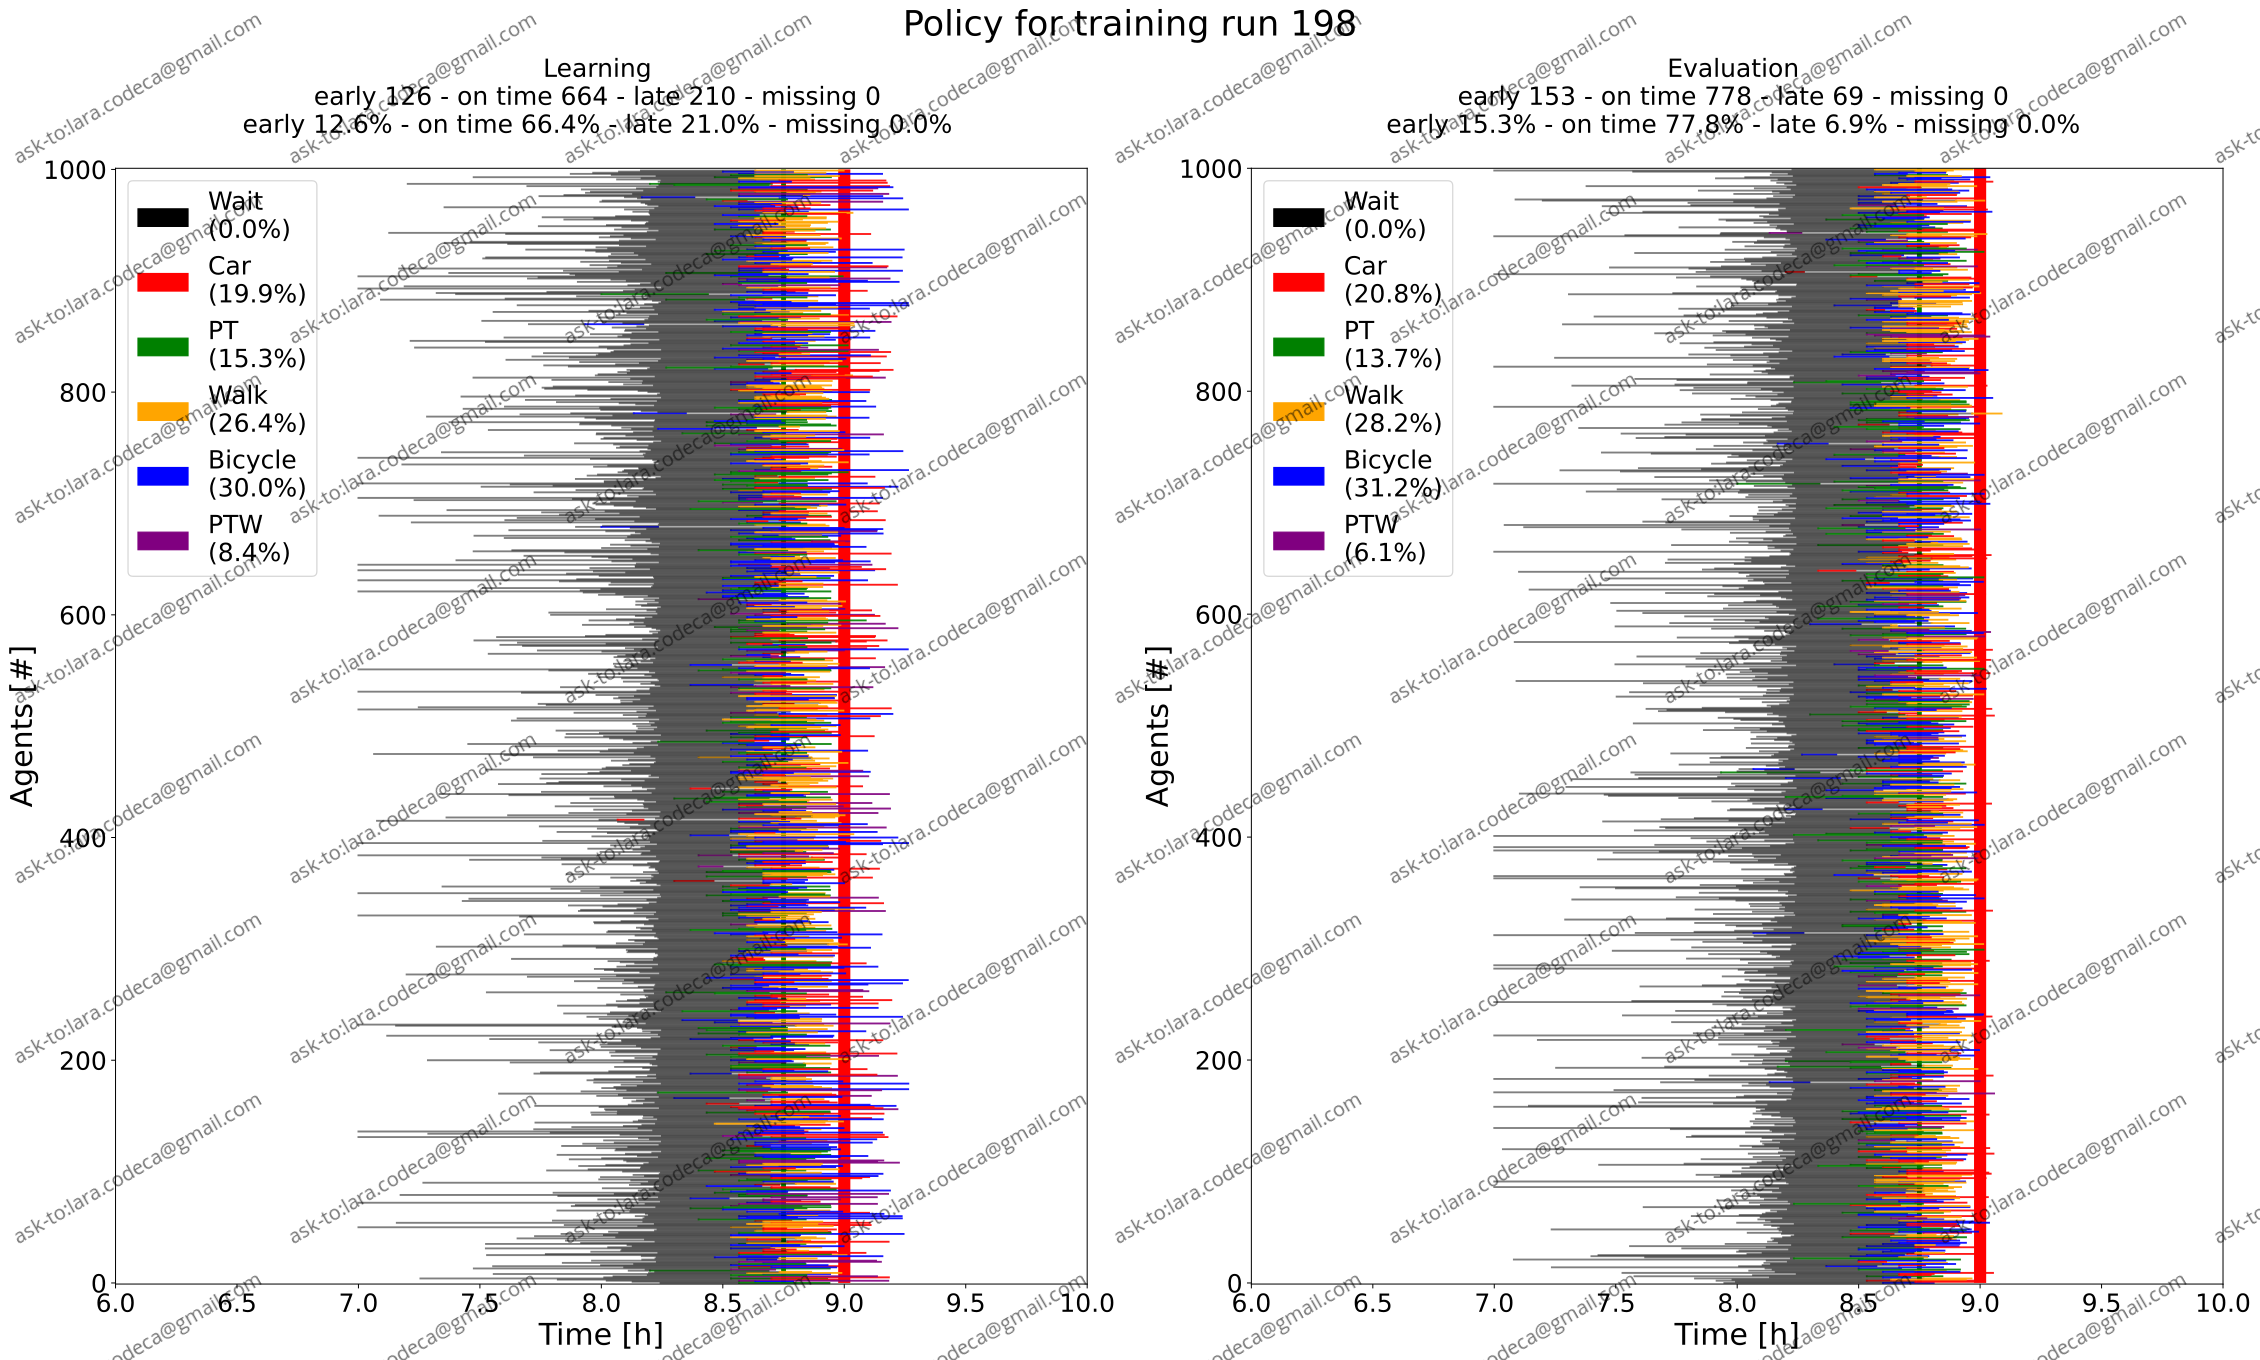 Policy for training run 198
Learning
early 126 - on time 664 - late 210 - missing 0
early 12.6% - on time 66.4% - late 21.0% - missing 0.0%
1000
800
600
400
200
0
Agents [#]
Wait
(0.0%)
Car
(19.9%)
PT
(15.3%)
Walk
(26.4%)
Bicycle
(30.0%)
PTW
(8.4%)
6.0 6.5 7.0 7.5 8.0 8.5 9.0 9.5 10.0
Time [h]
Evaluation
early 153 - on time 778 - late 69 - missing 0
early 15.3% - on time 77.8% - late 6.9% - missing 0.0%
1000
800
600
400
200
0
Agents [#]
Wait
(0.0%)
Car
(20.8%)
PT
(13.7%)
Walk
(28.2%)
Bicycle
(31.2%)
PTW
(6.1%)
6.0 6.5 7.0 7.5 8.0 8.5 9.0 9.5 10.0
Time [h]
ask-to:lara.codeca@gmail.com